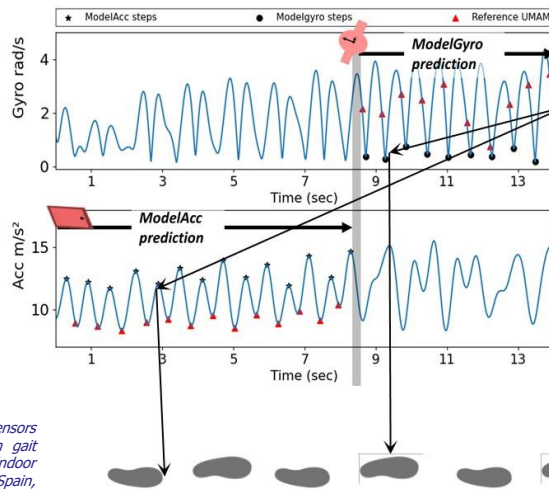 ModelAcc steps Modelgyro steps Reference UMAM
ModelGyro
prediction
Gyro rad/s
4
2
0
1 3 5 7 9 11 13
Time (sec)
ModelAcc
prediction
Acc m/s²
15
10
1 3 5 7 9 11 13
Time (sec)
ensors
gait
indoor
Spain,